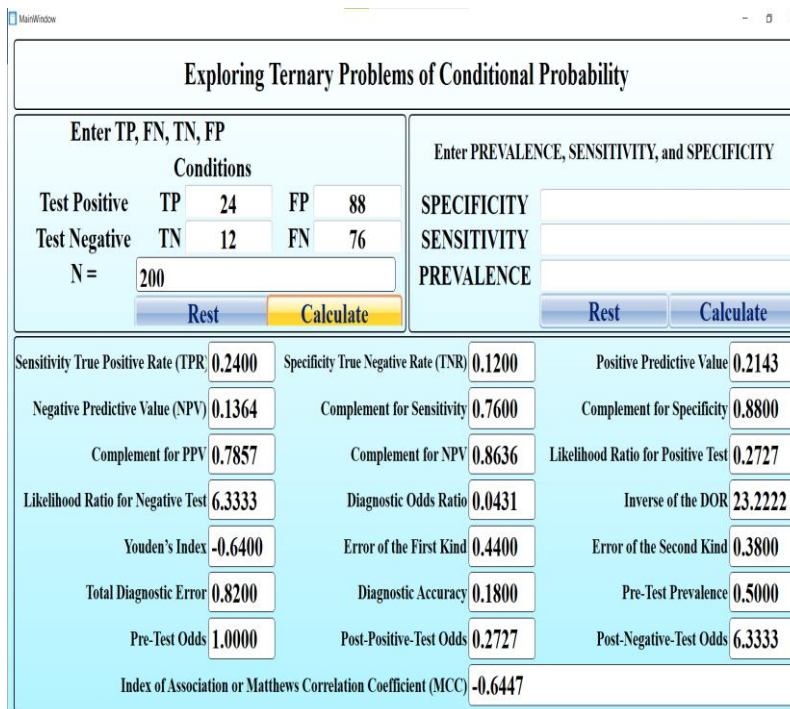 MainWindow
Exploring Ternary Problems of Conditional Probability
Enter TP, FN, TN, FP
Conditions
Test Positive TP 24 FP 88
Test Negative TN 12 FN 76
N = 200
Rest Calculate
Enter PREVALENCE, SENSITIVITY, and SPECIFICITY
SPECIFICITY
SENSITIVITY
PREVALENCE
Rest Calculate
Sensitivity True Positive Rate (TPR) 0.2400 Specificity True Negative Rate (TNR) 0.1200 Positive Predictive Value 0.2143
Negative Predictive Value (NPV) 0.1364 Complement for Sensitivity 0.7600 Complement for Specificity 0.8800
Complement for PPV 0.7857 Complement for NPV 0.8636 Likelihood Ratio for Positive Test 0.2727
Likelihood Ratio for Negative Test 6.3333 Diagnostic Odds Ratio 0.0431 Inverse of the DOR 23.2222
Youden's Index -0.6400 Error of the First Kind 0.4400 Error of the Second Kind 0.3800
Total Diagnostic Error 0.8200 Diagnostic Accuracy 0.1800 Pre-Test Prevalence 0.5000
Pre-Test Odds 1.0000 Post-Positive-Test Odds 0.2727 Post-Negative-Test Odds 6.3333
Index of Association or Matthews Correlation Coefficient (MCC) -0.6447